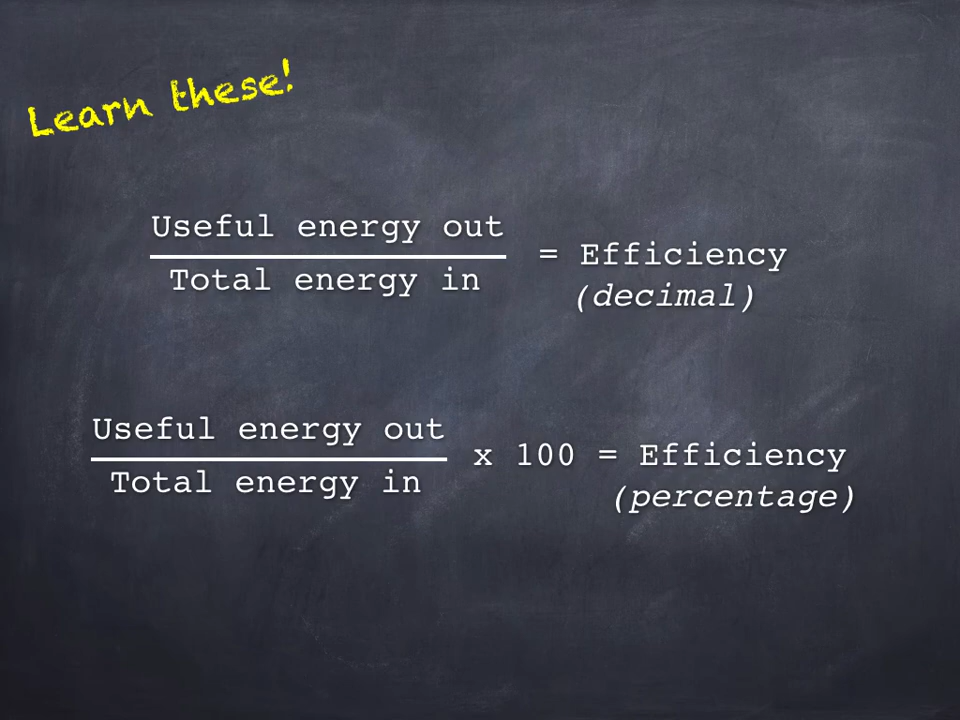 Learn these!
Useful energy out
Total energy in
= Efficiency
(decimal)
Useful energy out
Total energy in
x 100 = Efficiency
(percentage)